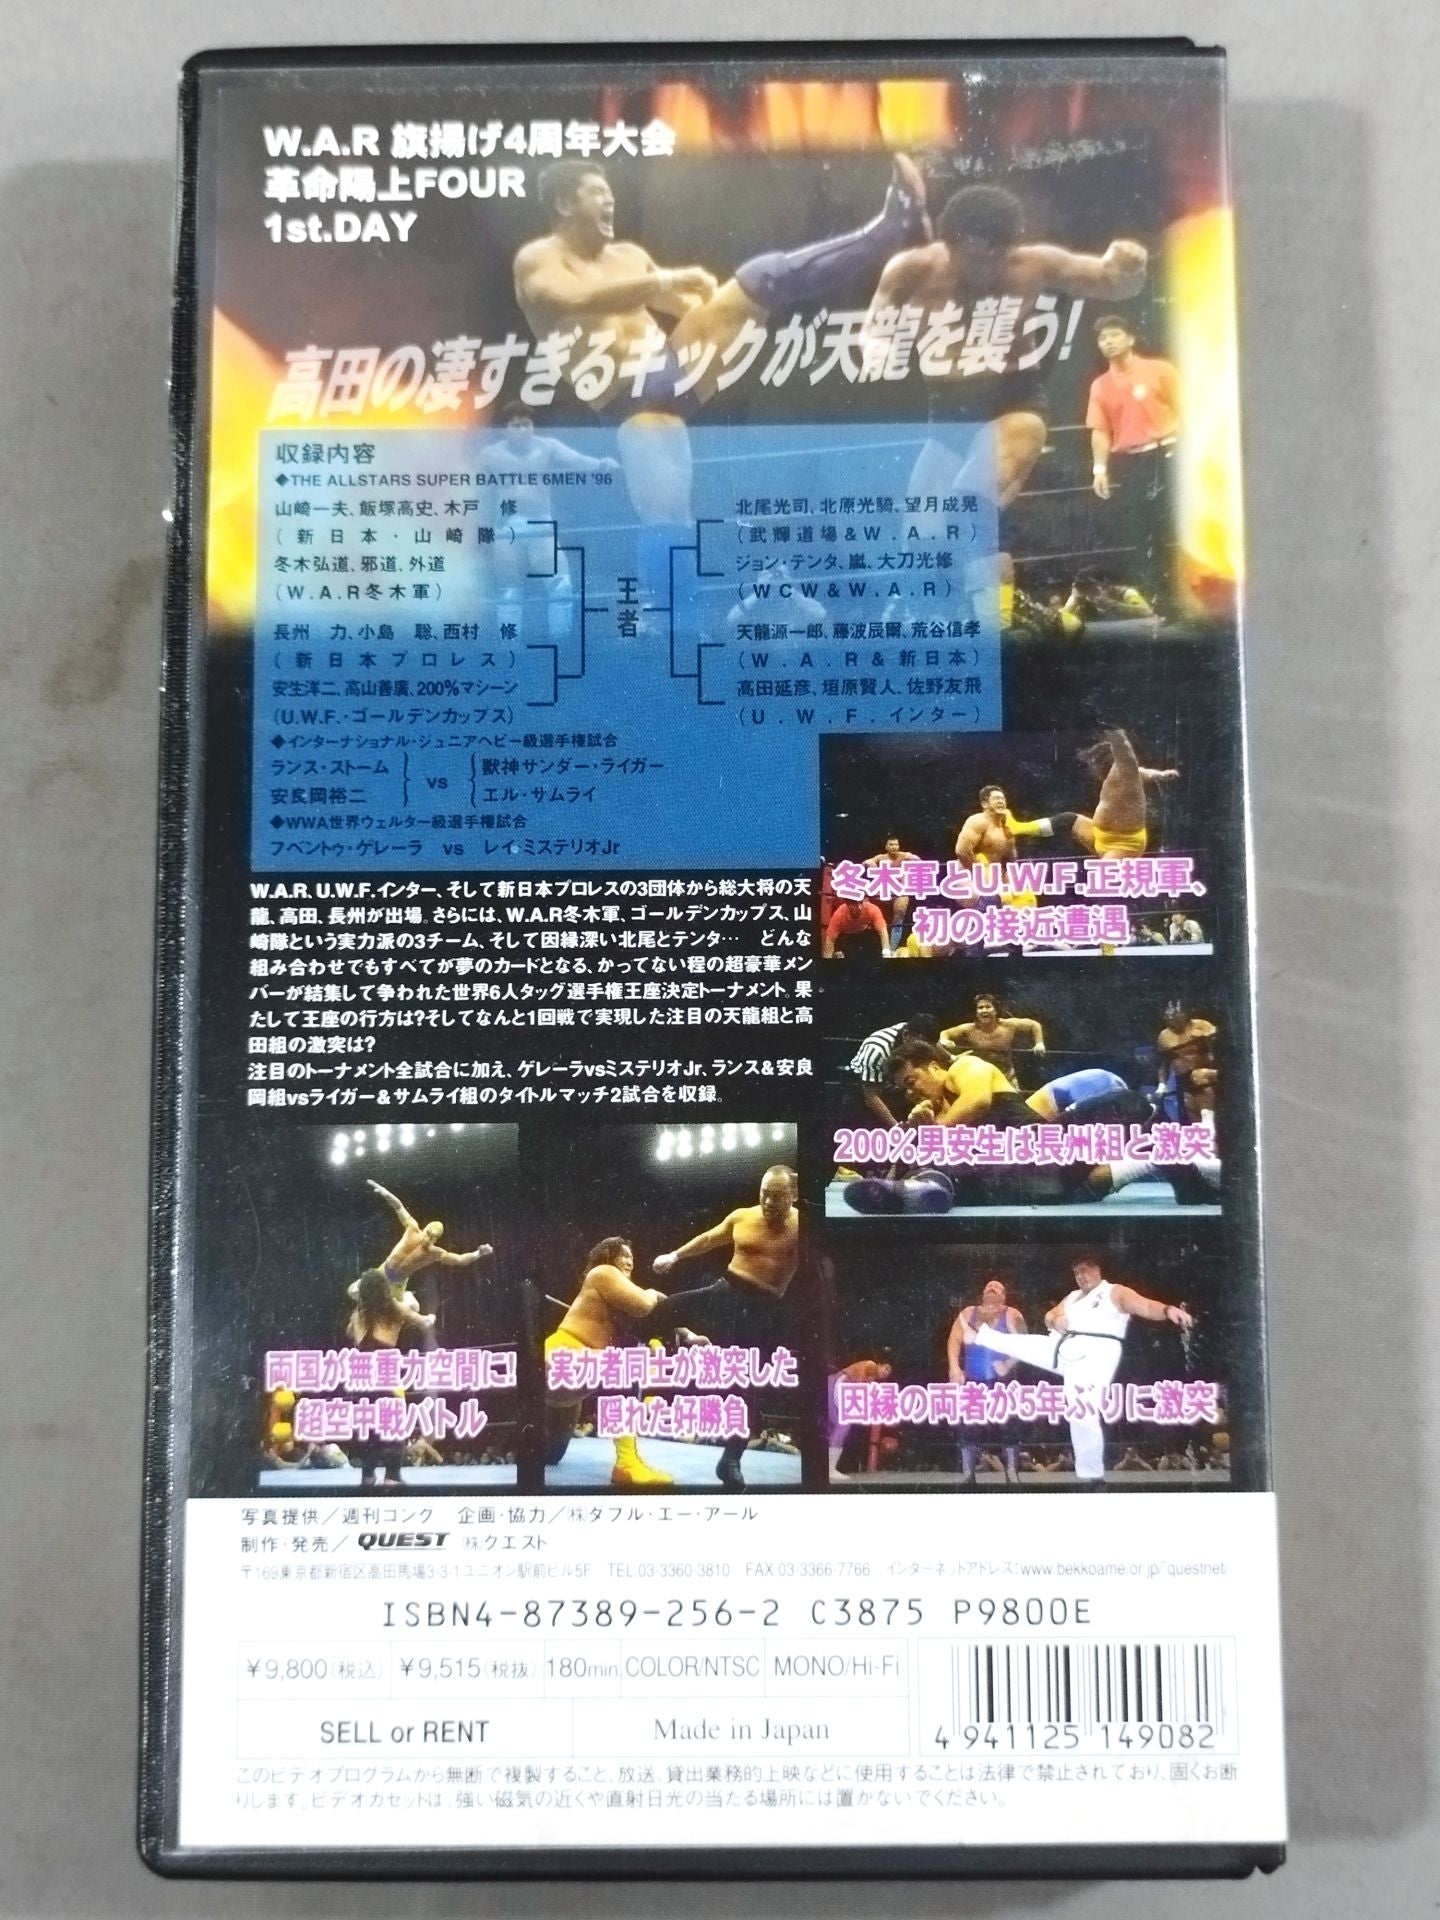 W.A.R 旗揚げ4周年大会
革命陽上FOUR
1st.DAY
高田の凄すぎるキックが天龍を襲う!
収録内容
◆THE ALLSTARS SUPER BATTLE 6MEN '96
山崎一夫、飯塚高史、木戸 修
(新日本・山崎隊)
冬木弘道、邪道、外道
(W.A.R冬木軍)
長州 力、小島 聡、西村 修
(新日本プロレス)
安生洋二、高山善廣、200%マシーン
(U.W.F.・ゴールデンカップス)
王者
北尾光司、北原光騎、望月成晃
(武輝道場&W.A.R)
ジョン・テンタ、嵐、大刀光修
(WCW&W.A.R)
天龍源一郎、藤波辰爾、荒谷信孝
(W.A.R&新日本)
高田延彦、垣原賢人、佐野友飛
(U.W.F.インター)
◆インターナショナル・ジュニアヘビー級選手権試合
ランス・ストーム
安良岡裕二
vs
獣神サンダー・ライガー
エル・サムライ
◆WWA世界ウェルター級選手権試合
フベントゥ・ゲレーラ vs レイ・ミステリオJr
W.A.R、U.W.F.インター、そして新日本プロレスの3団体から総大将の天
龍、高田、長州が出場。さらには、W.A.R冬木軍、ゴールデンカップス、山
崎隊という実力派の3チーム、そして因縁深い北尾とテンタ… どんな
組み合わせでもすべてが夢のカードとなる、かってない程の超豪華メン
バーが結集して争われた世界6人タッグ選手権王座決定トーナメント。果
たして王座の行方は?そしてなんと1回戦で実現した注目の天龍組と高
田組の激突は?
注目のトーナメント全試合に加え、ゲレーラvsミステリオJr、ランス&安良
岡組vsライガー&サムライ組のタイトルマッチ2試合を収録。
冬木軍とU.W.F.正規軍、
初の接近遭遇
200%男安生は長州組と激突
両国が無重力空間に!
超空中戦バトル
実力者同士が激突した
隠れた好勝負
因縁の両者が5年ぶりに激突
写真提供/週刊コング 企画・協力/㈱ダブル・エー・アール
制作・発売/QUEST ㈱クエスト
〒169東京都新宿区高田馬場3-3-1ユニオン駅前ビル5F TEL.03-3360-3810 FAX 03-3366-7766 インターネットアドレス:www.bekkoame.or.jp/~questnet/
ISBN4-87389-256-2 C3875 P9800E
¥9,800(税込) ¥9,515(税抜) 180min. COLOR/NTSC MONO/Hi-Fi
SELL or RENT Made in Japan
4 941125 149082
このビデオプログラムから無断で複製すること、放送、貸出業務的上映などに使用することは法律で禁止されており、固くお断
りします。ビデオカセットは、強い磁気の近くや直射日光の当たる場所には置かないでください。